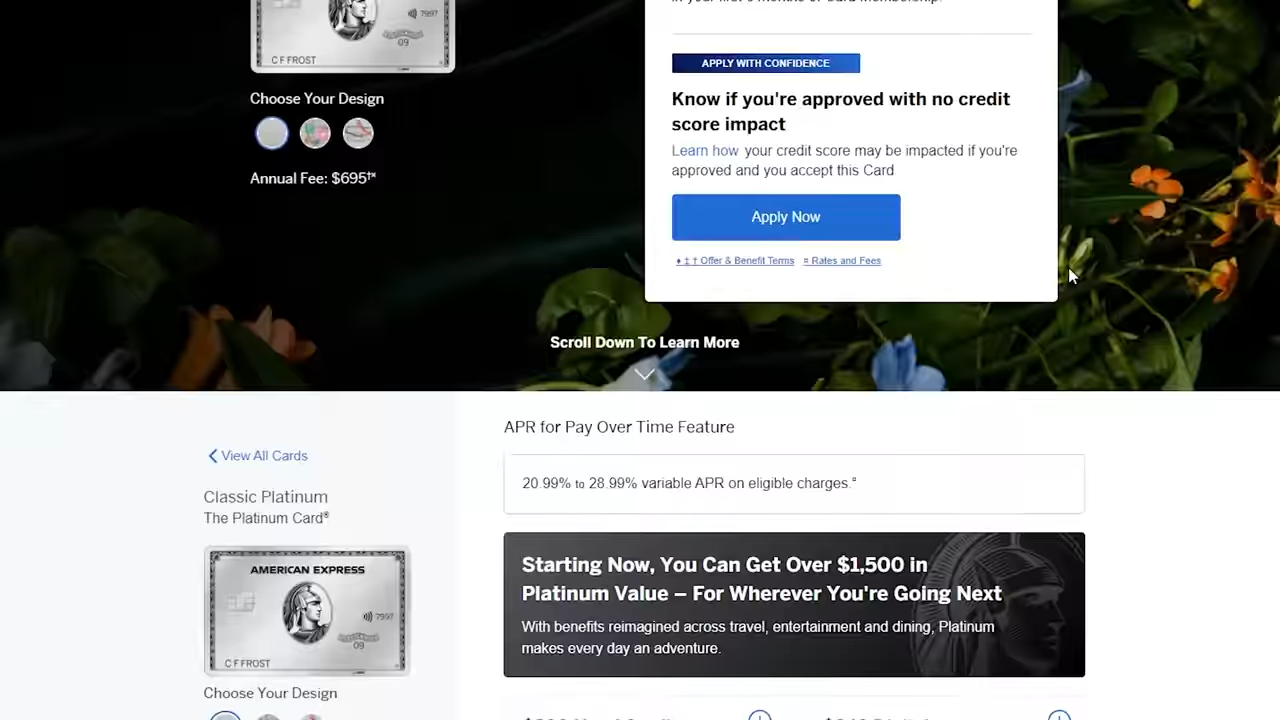 7997
09
C F FROST
Choose Your Design
Annual Fee: $695†¤
APPLY WITH CONFIDENCE
Know if you're approved with no credit
score impact
Learn how your credit score may be impacted if you're
approved and you accept this Card
Apply Now
♦ ‡ † Offer & Benefit Terms ¤ Rates and Fees
Scroll Down To Learn More
View All Cards
Classic Platinum
The Platinum Card®
AMERICAN EXPRESS
7997
09
C F FROST
Choose Your Design
APR for Pay Over Time Feature
20.99% to 28.99% variable APR on eligible charges.¤
Starting Now, You Can Get Over $1,500 in
Platinum Value – For Wherever You're Going Next
With benefits reimagined across travel, entertainment and dining, Platinum
makes every day an adventure.